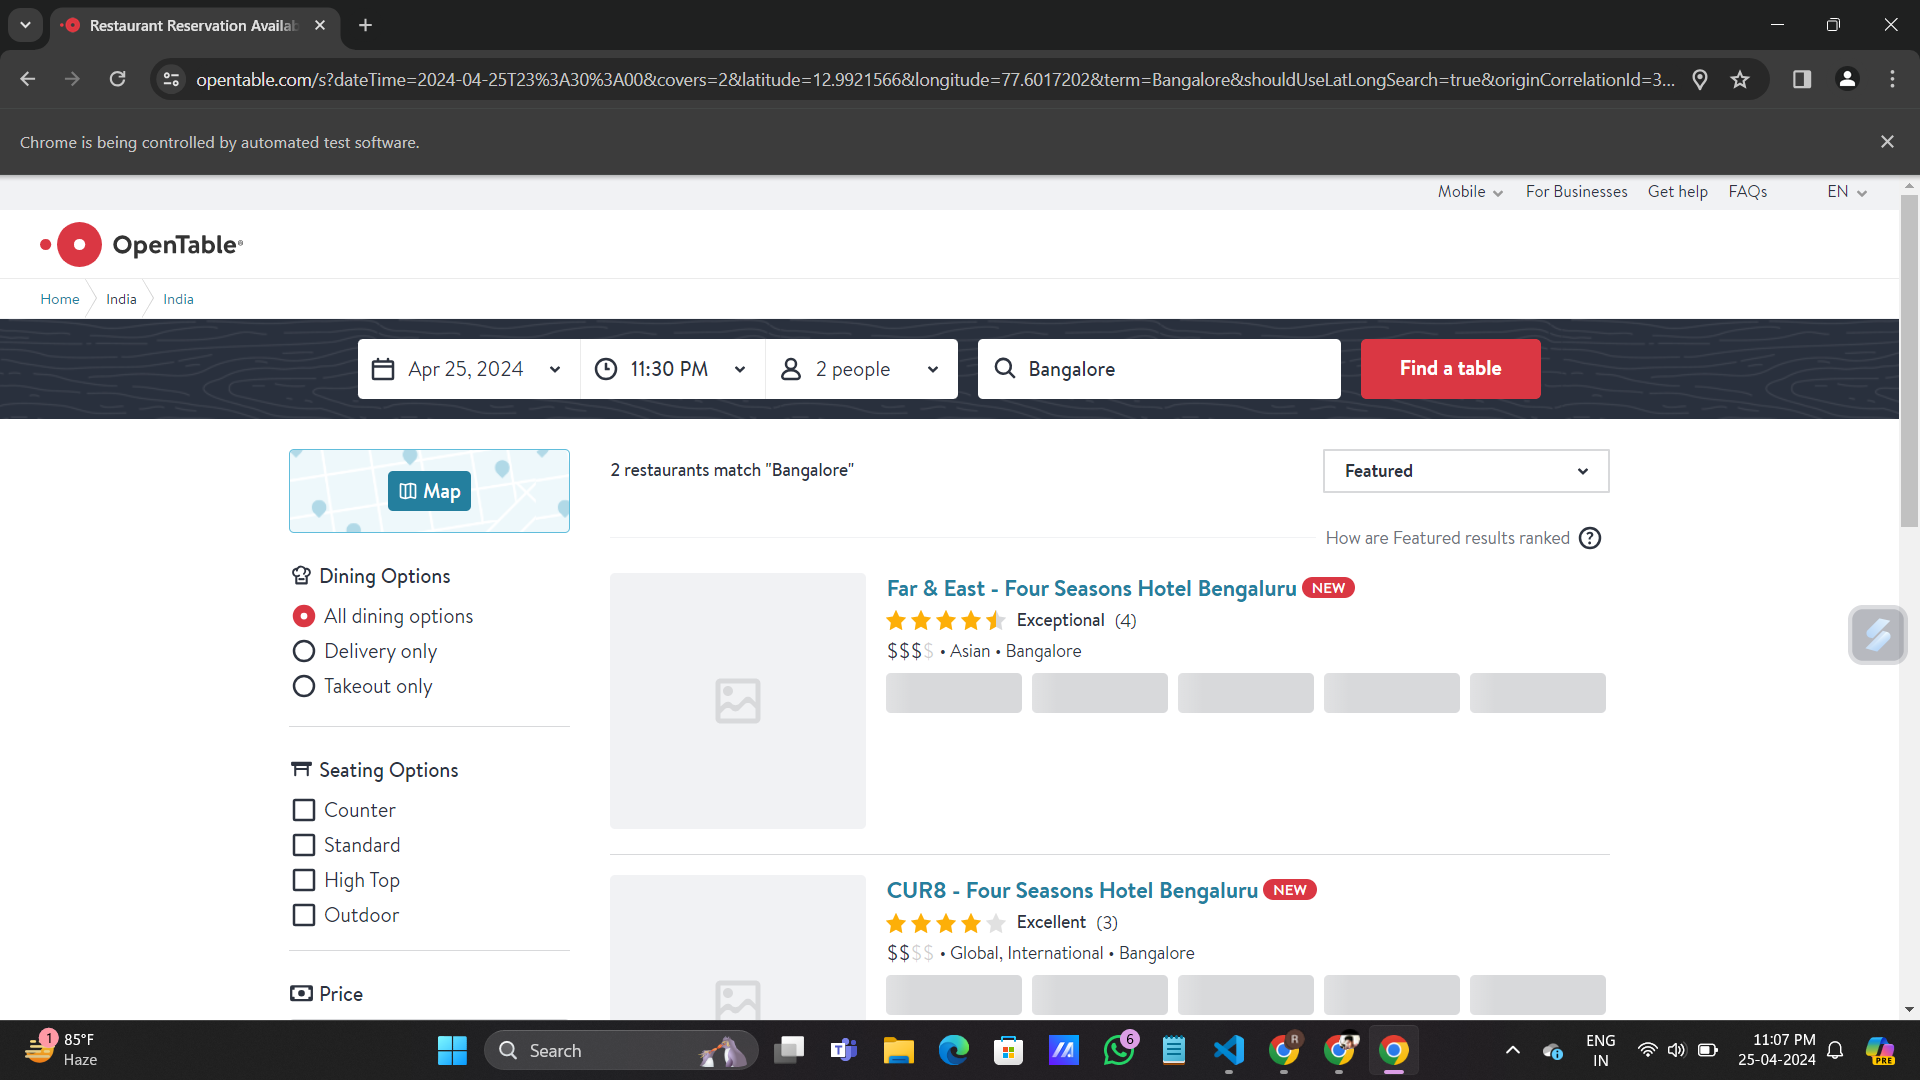 Restaurant Reservation Availab
opentable.com/s?dateTime=2024-04-25T23%3A30%3A00&covers=2&latitude=12.9921566&longitude=77.6017202&term=Bangalore&shouldUseLatLongSearch=true&originCorrelationId=3...
Chrome is being controlled by automated test software.
Mobile For Businesses Get help FAQs EN
OpenTable®
Home India India
Apr 25, 2024 11:30 PM 2 people Bangalore Find a table
Map
2 restaurants match "Bangalore"
Featured
How are Featured results ranked ?
Dining Options
All dining options
Delivery only
Takeout only
Seating Options
Counter
Standard
High Top
Outdoor
Price
Far & East - Four Seasons Hotel Bengaluru NEW
Exceptional (4)
$$$$ • Asian • Bangalore
CUR8 - Four Seasons Hotel Bengaluru NEW
Excellent (3)
$$$$ • Global, International • Bangalore
1
85°F
Haze
Search
T
6
R
PRE
ENG
IN
11:07 PM
25-04-2024